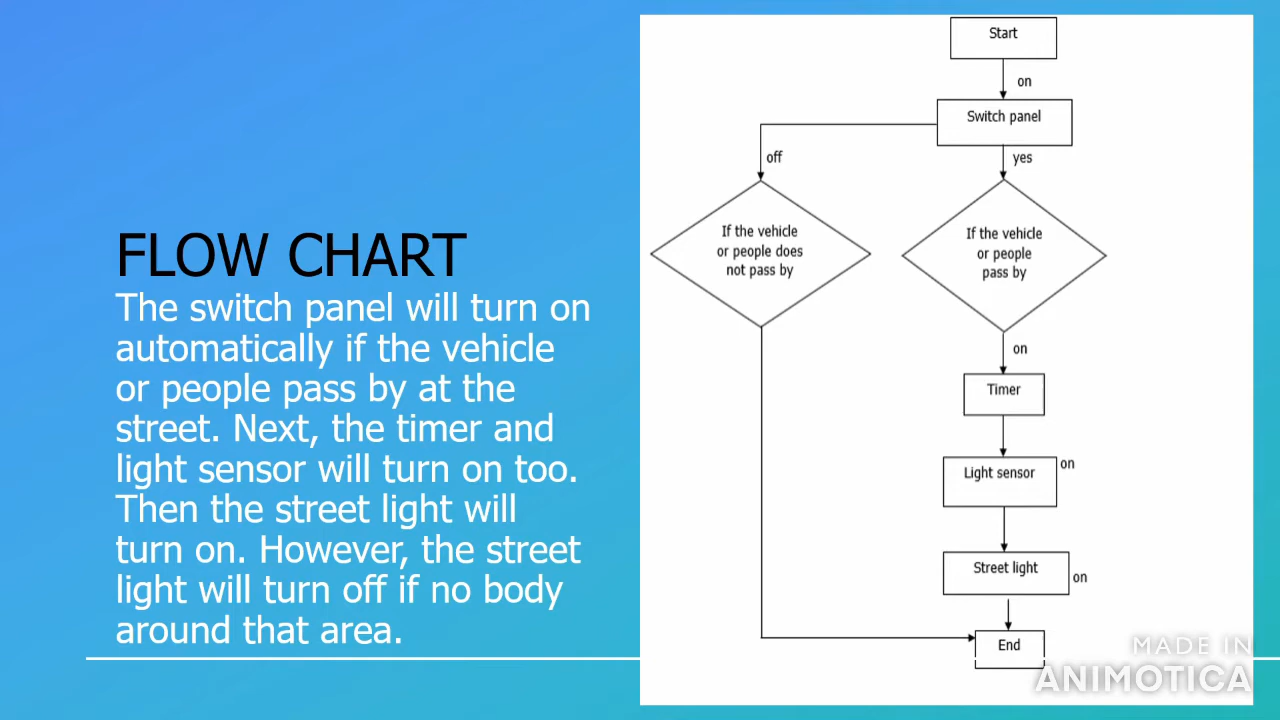 FLOW CHART
The switch panel will turn on
automatically if the vehicle
or people pass by at the
street. Next, the timer and
light sensor will turn on too.
Then the street light will
turn on. However, the street
light will turn off if no body
around that area.
Start
on
Switch panel
off
yes
If the vehicle
or people does
not pass by
If the vehicle
or people
pass by
on
Timer
Light sensor
on
Street light
on
End
MADE IN
ANIMOTICA